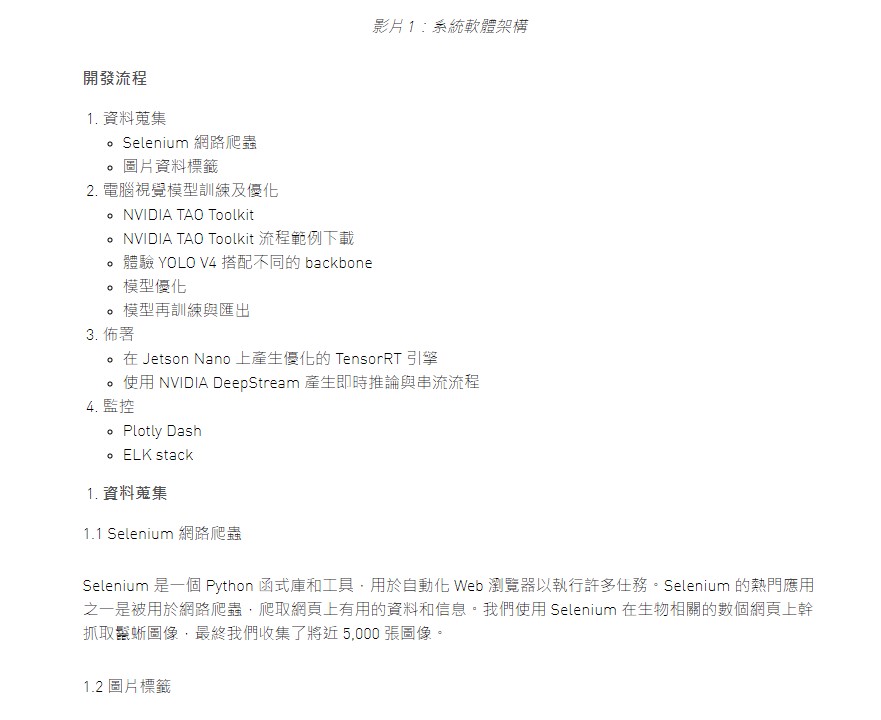 影片 1：系統軟體架構
開發流程
1. 資料蒐集
Selenium 網路爬蟲
圖片資料標籤
2. 電腦視覺模型訓練及優化
NVIDIA TAO Toolkit
NVIDIA TAO Toolkit 流程範例下載
體驗 YOLO V4 搭配不同的 backbone
模型優化
模型再訓練與匯出
3. 佈署
在 Jetson Nano 上產生優化的 TensorRT 引擎
使用 NVIDIA DeepStream 產生即時推論與串流流程
4. 監控
Plotly Dash
ELK stack
1. 資料蒐集
1.1 Selenium 網路爬蟲
Selenium 是一個 Python 函式庫和工具，用於自動化 Web 瀏覽器以執行許多任務。Selenium 的熱門應用
之一是被用於網路爬蟲，爬取網頁上有用的資料和信息。我們使用 Selenium 在生物相關的數個網頁上幹
抓取鬣蜥圖像，最終我們收集了將近 5,000 張圖像。
1.2 圖片標籤